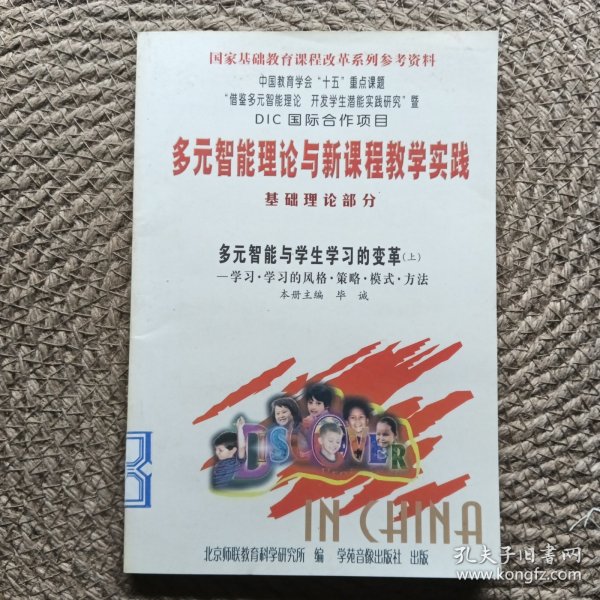 国家基础教育课程改革系列参考资料
中国教育学会“十五”重点课题
“借鉴多元智能理论 开发学生潜能实践研究”暨
DIC 国际合作项目
多元智能理论与新课程教学实践
基础理论部分
多元智能与学生学习的变革(上)
—学习·学习的风格·策略·模式·方法
本册主编 毕诚
DISCOVER
IN CHINA
北京师联教育科学研究所 编 学苑音像出版社 出版
孔夫子旧书网
www.kongfz.com